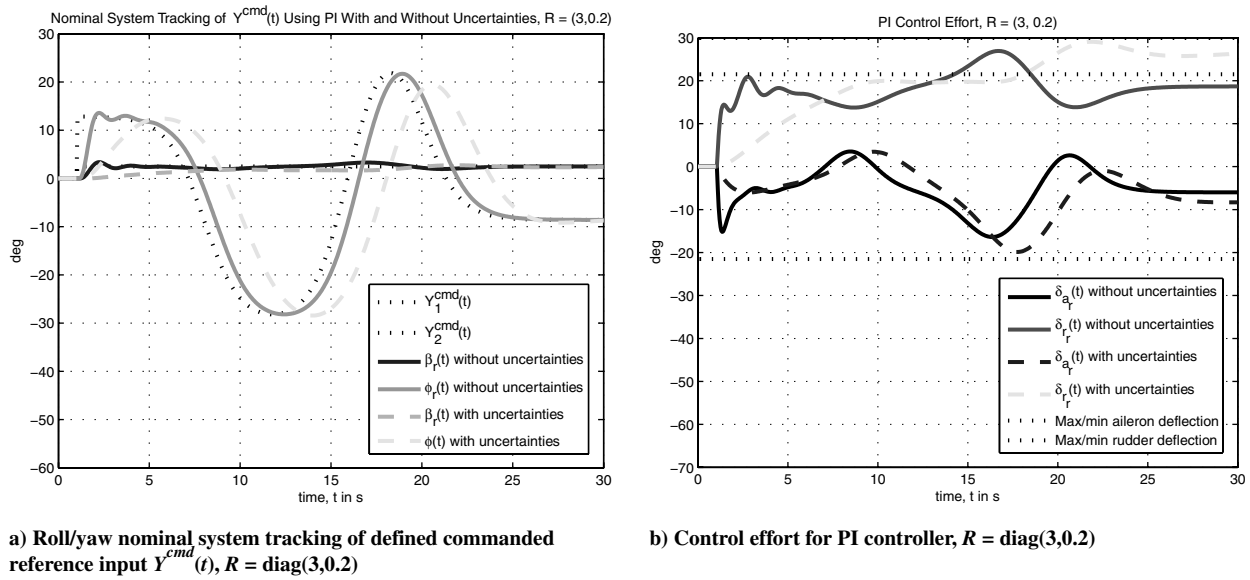 Nominal System Tracking of Y^cmd(t) Using PI With and Without Uncertainties, R = (3,0.2)
30
20
10
0
−10
−20
−30
−40
−50
−60
deg
0 5 10 15 20 25 30
time, t in s
Y_1^cmd(t)
Y_2^cmd(t)
β_r(t) without uncertainties
ϕ_r(t) without uncertainties
β_r(t) with uncertainties
ϕ(t) with uncertainties
a) Roll/yaw nominal system tracking of defined commanded
reference input Y^cmd(t), R = diag(3,0.2)
PI Control Effort, R = (3, 0.2)
30
20
10
0
−10
−20
−30
−40
−50
−60
−70
deg
0 5 10 15 20 25 30
time, t in s
δ_a_r(t) without uncertainties
δ_r_r(t) without uncertainties
δ_a_r(t) with uncertainties
δ_r_r(t) with uncertainties
Max/min aileron deflection
Max/min rudder deflection
b) Control effort for PI controller, R = diag(3,0.2)